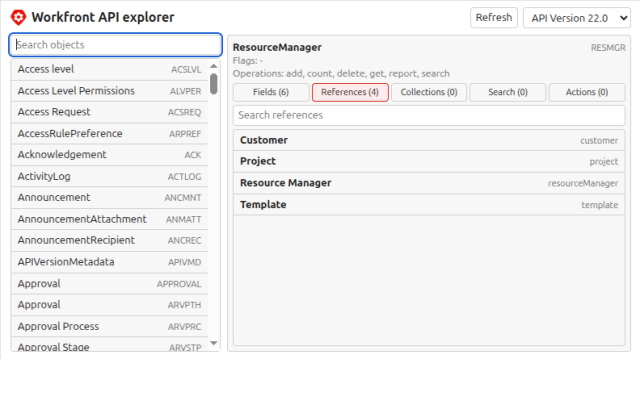 Workfront API explorer
Refresh
API Version 22.0
Search objects
Access level ACSLVL
Access Level Permissions ALVPER
Access Request ACSREQ
AccessRulePreference ARPREF
Acknowledgement ACK
ActivityLog ACTLOG
Announcement ANCMNT
AnnouncementAttachment ANMATT
AnnouncementRecipient ANCREC
APIVersionMetadata APIVMD
Approval APPROVAL
Approval ARVPTH
Approval Process ARVPRC
Approval Stage ARVSTP
ResourceManager RESMGR
Flags: -
Operations: add, count, delete, get, report, search
Fields (6) References (4) Collections (0) Search (0) Actions (0)
Search references
Customer customer
Project project
Resource Manager resourceManager
Template template